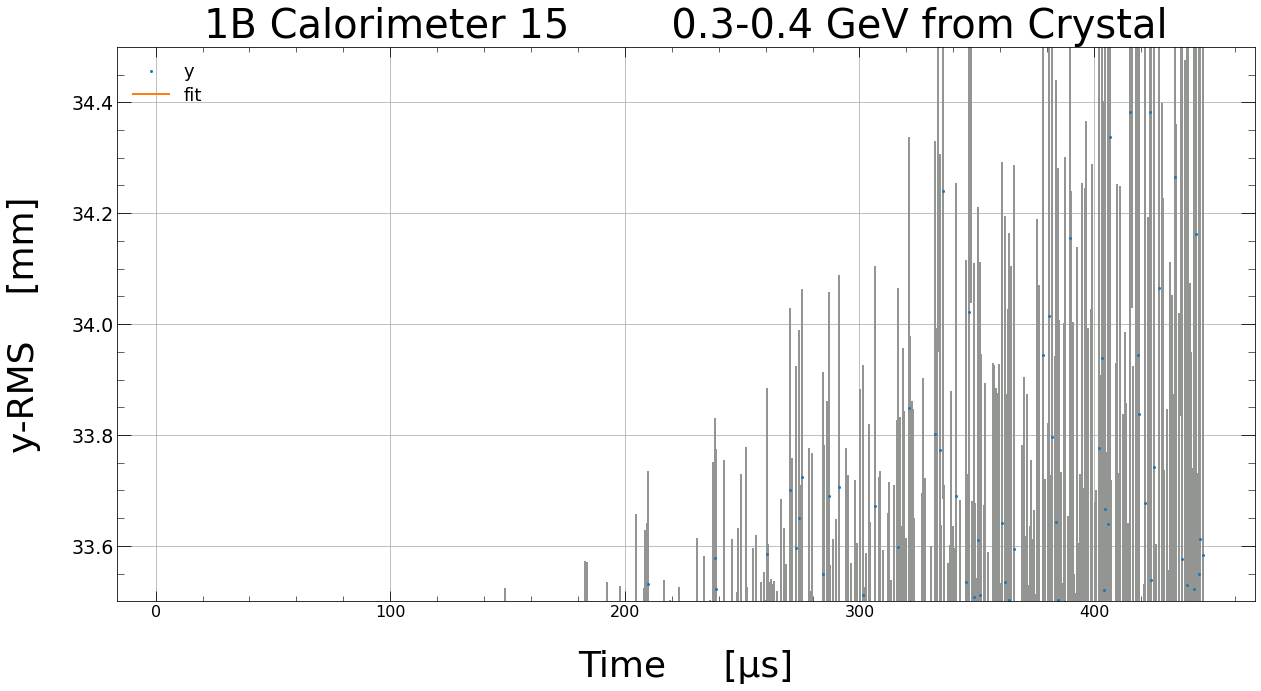 1B Calorimeter 15 0.3-0.4 GeV from Crystal
y
fit
34.4
34.2
34.0
33.8
33.6
y-RMS [mm]
0 100 200 300 400
Time [µs]